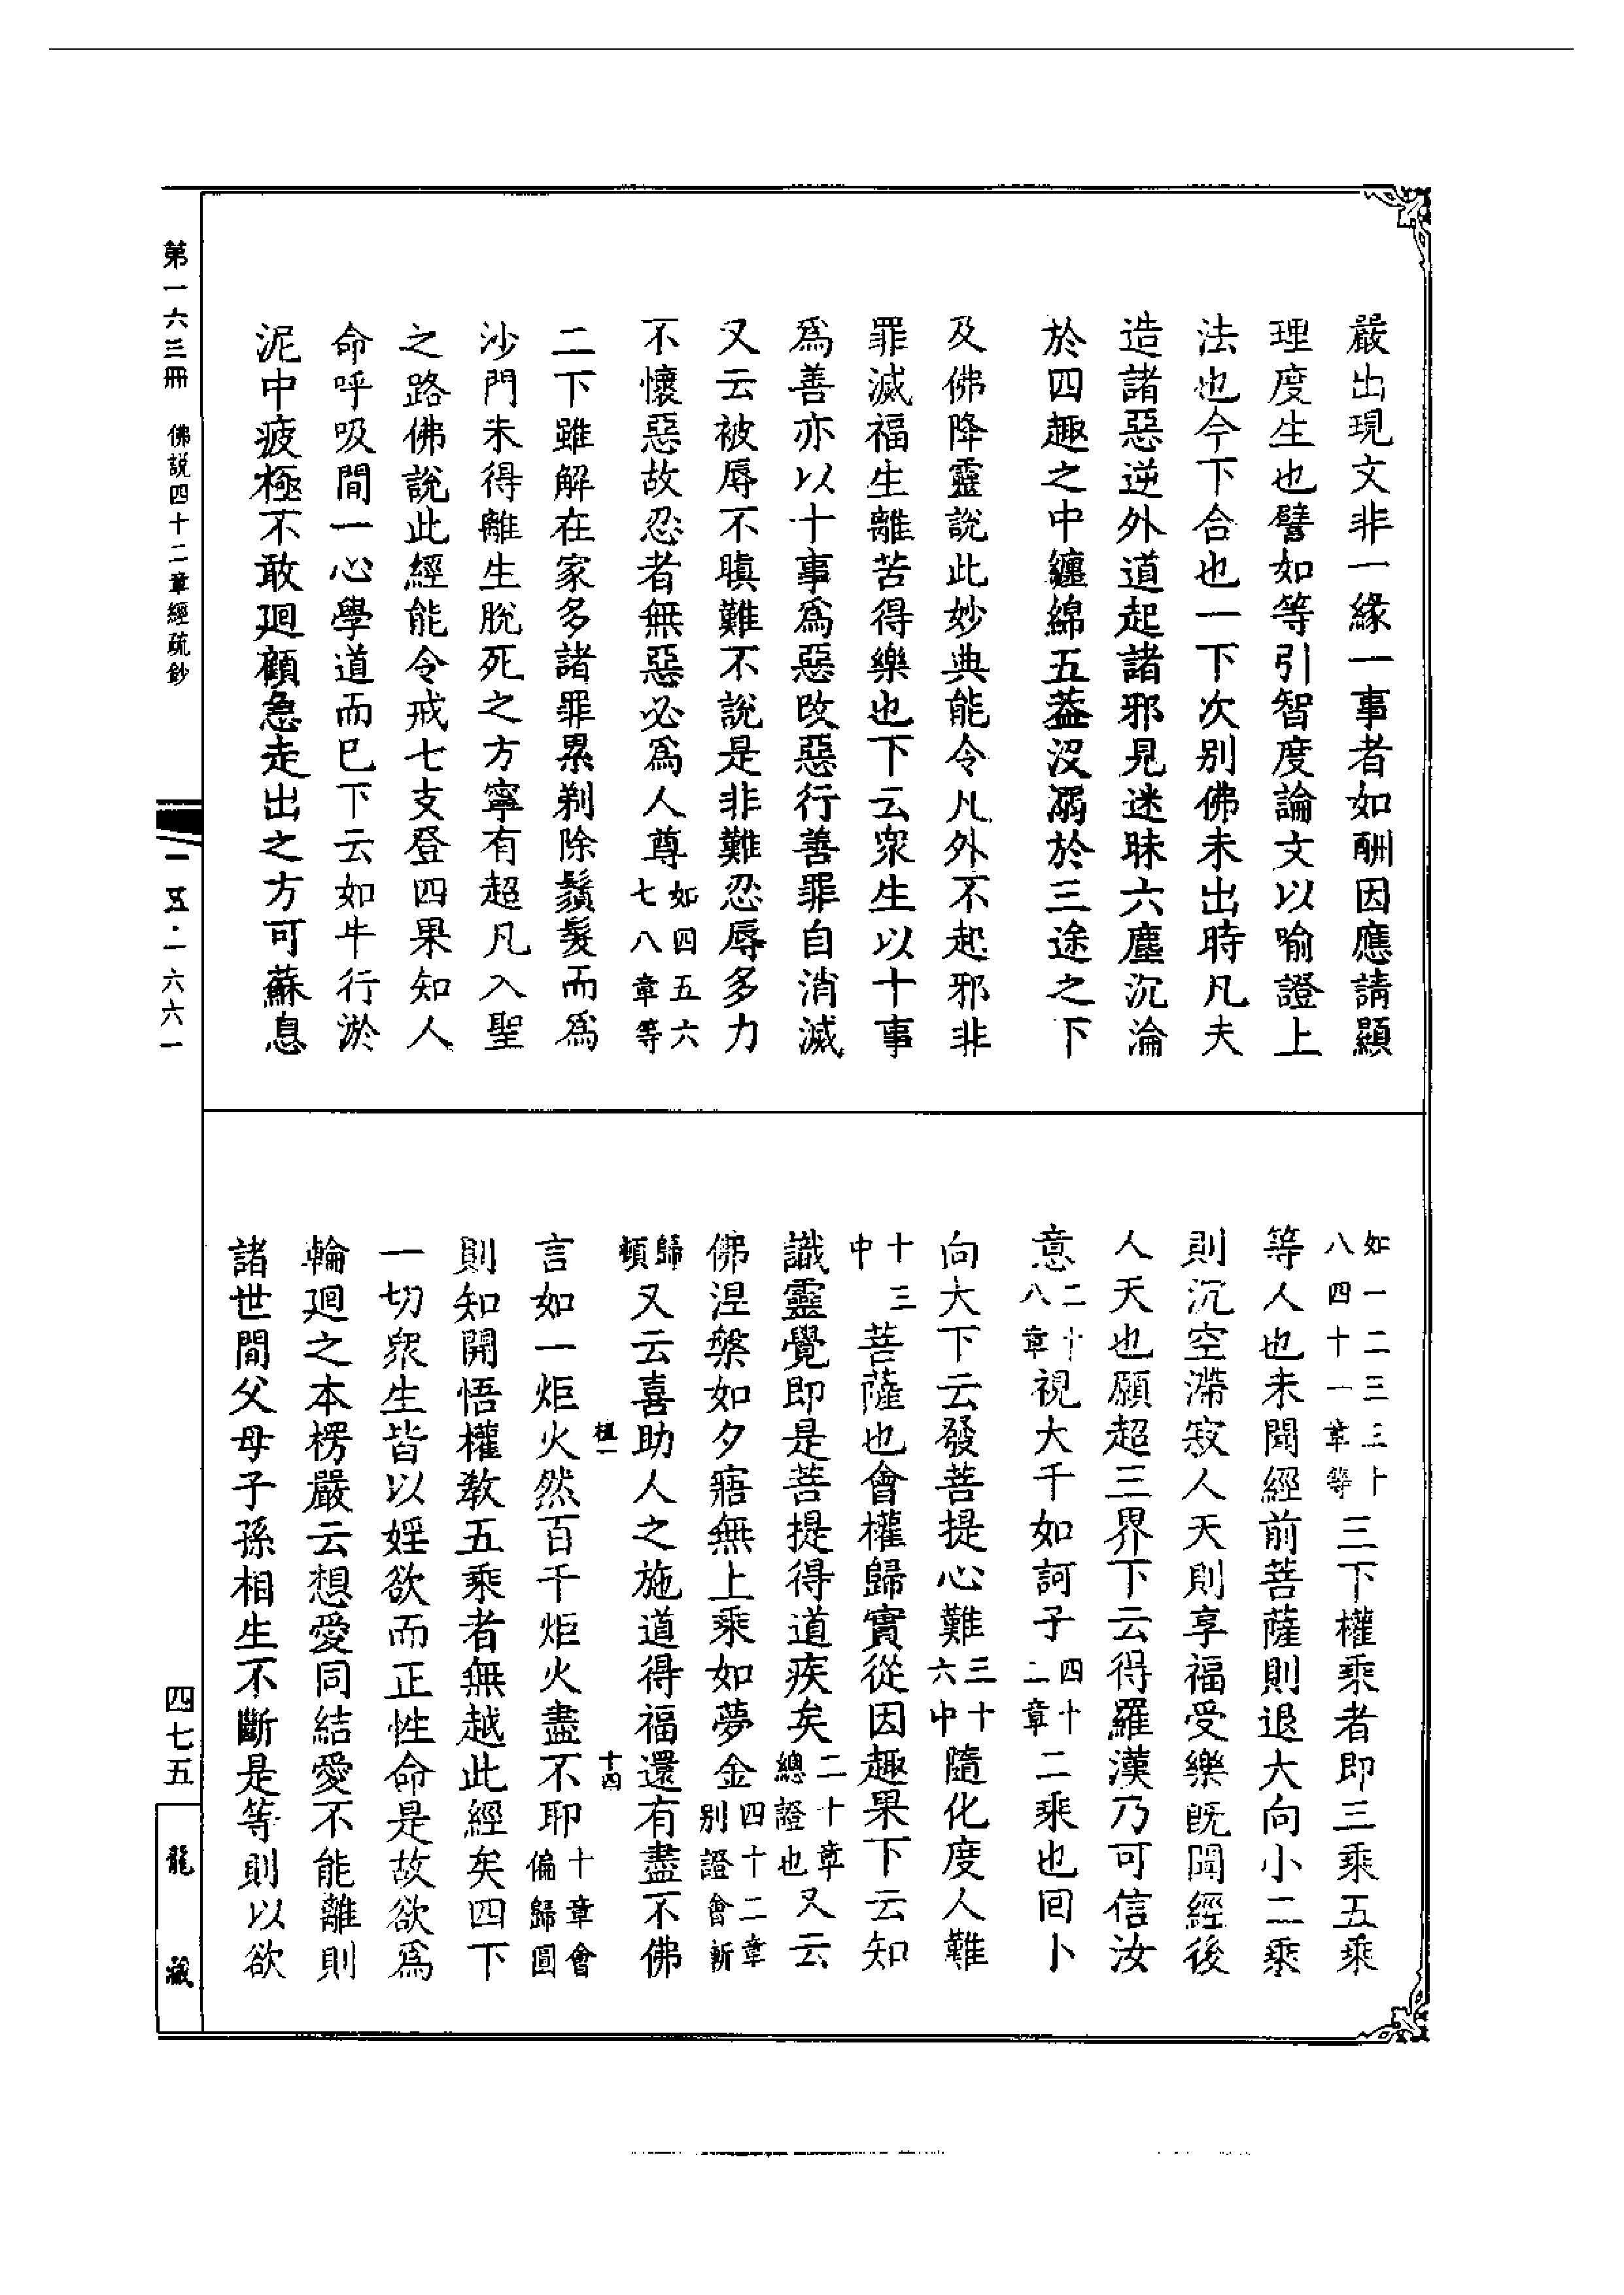 嚴出現文非一緣一事者如酬因應請顯
理度生也譬如等引智度論文以喻證上
法也今下合也一下次别佛未出時凡夫
造諸惡逆外道起諸邪見迷昧六塵沉淪
於四趣之中纏綿五葢没溺於三途之下
及佛降靈說此妙典能令凡外不起邪非
罪滅福生離苦得樂也下云衆生以十事
爲善亦以十事爲惡改惡行善罪自消滅
又云被辱不瞋難不說是非難忍辱多力
不懷惡故忍者無惡必爲人尊如四五六七八章等
二下雖解在家多諸罪累剃除鬚髮而爲
沙門未得離生脫死之方寧有超凡入聖
之路佛說此經能令戒七支登四果知人
命呼吸間一心學道而巳下云如牛行淤
泥中疲極不敢廻顧急走出之方可蘇息
第一六三冊 佛説四十二章經疏鈔
一五·一六六一
如一二三三十八四十一章等三下權乘者即三乘五乘
等人也未聞經前菩薩則退大向小二乘
則沉空滯寂人天則享福受樂旣聞經後
人天也願超三界下云得羅漢乃可信汝
意二十八章視大千如訶子四十二章二乘也回卜
向大下云發菩提心難三十六中隨化度人難
十三中菩薩也會權歸實從因趣果下云知
識靈覺即是菩提得道疾矣二十章總證也又云
佛涅槃如夕寤無上乘如夢金四十二章别證會漸
歸頓又云喜助人之施道得福還有盡不佛
植一
十四
言如一炬火然百千炬火盡不耶十章會偏歸圓
則知開悟權教五乘者無越此經矣四下
一切衆生皆以婬欲而正性命是故欲爲
輪廻之本楞嚴云想愛同結愛不能離則
諸世間父母子孫相生不斷是等則以欲
四七五
龍藏